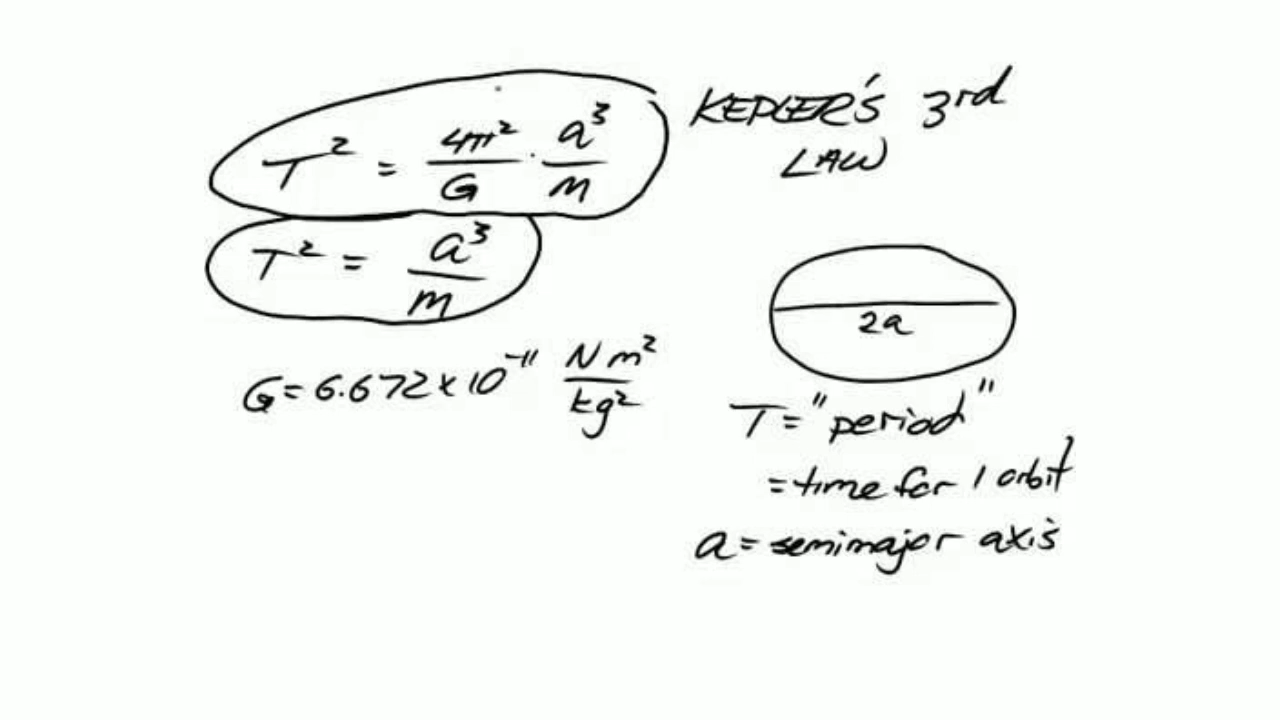 T² = 4π²/G · a³/m
KEPLER'S 3rd
LAW
T² = a³/m
2a
G = 6.672 x 10⁻¹¹ N m²/kg²
T = "period"
= time for 1 orbit
a = semimajor axis